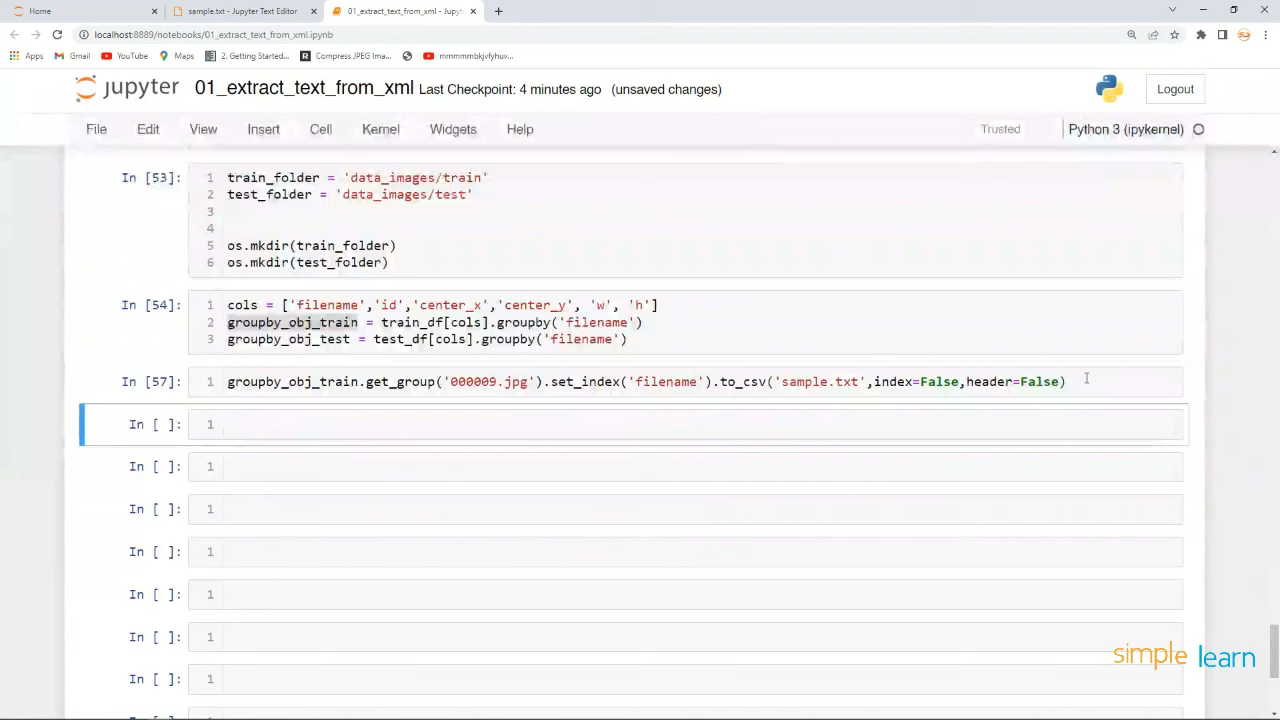 Home
sample.txt - Jupyter Text Editor
01_extract_text_from_xml - Jupyt
localhost:8889/notebooks/01_extract_text_from_xml.ipynb
Gmail
YouTube
Maps
2. Getting Started...
Compress JPEG Ima...
mmmmmbkjvfyhuv...
Apps
jupyter 01_extract_text_from_xml Last Checkpoint: 4 minutes ago (unsaved changes)
Logout
File Edit View Insert Cell Kernel Widgets Help
Trusted
Python 3 (ipykernel)
In [53]:
1 train_folder = 'data_images/train'
2 test_folder = 'data_images/test'
3
4
5 os.mkdir(train_folder)
6 os.mkdir(test_folder)
In [54]:
1 cols = ['filename','id','center_x','center_y', 'w', 'h']
2 groupby_obj_train = train_df[cols].groupby('filename')
3 groupby_obj_test = test_df[cols].groupby('filename')
In [57]:
1 groupby_obj_train.get_group('000009.jpg').set_index('filename').to_csv('sample.txt',index=False,header=False)
In [ ]: 1
In [ ]: 1
In [ ]: 1
In [ ]: 1
In [ ]: 1
In [ ]: 1
In [ ]: 1
simplelearn